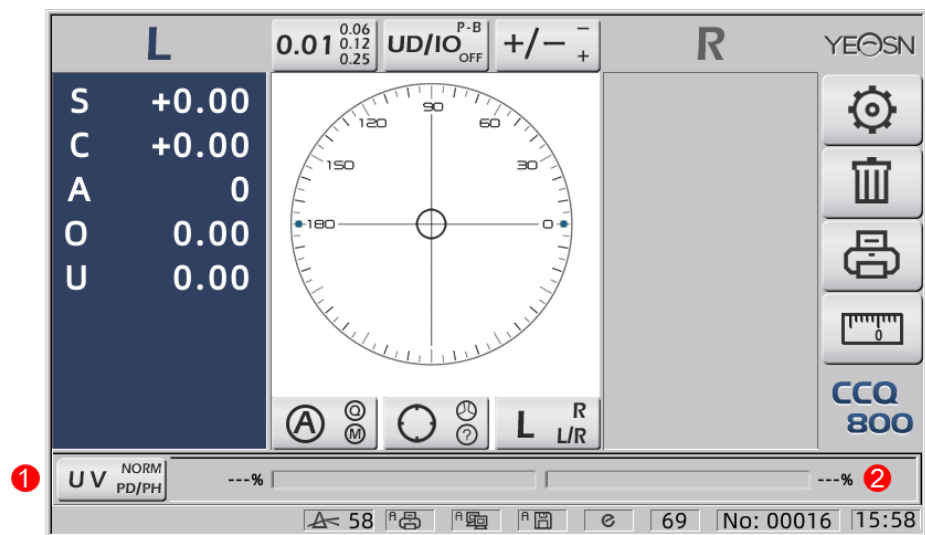 L
0.01 0.06
0.12
0.25
UD/IO P-B
OFF
+/− −
+
R
YEOSN
S +0.00
C +0.00
A 0
O 0.00
U 0.00
90
120 60
150 30
180 0
0
CCQ
800
A Q
M
?
L R
L/R
1
UV NORM
PD/PH
---%
---%
2
58
A
A
A
e
69
No: 00016
15:58